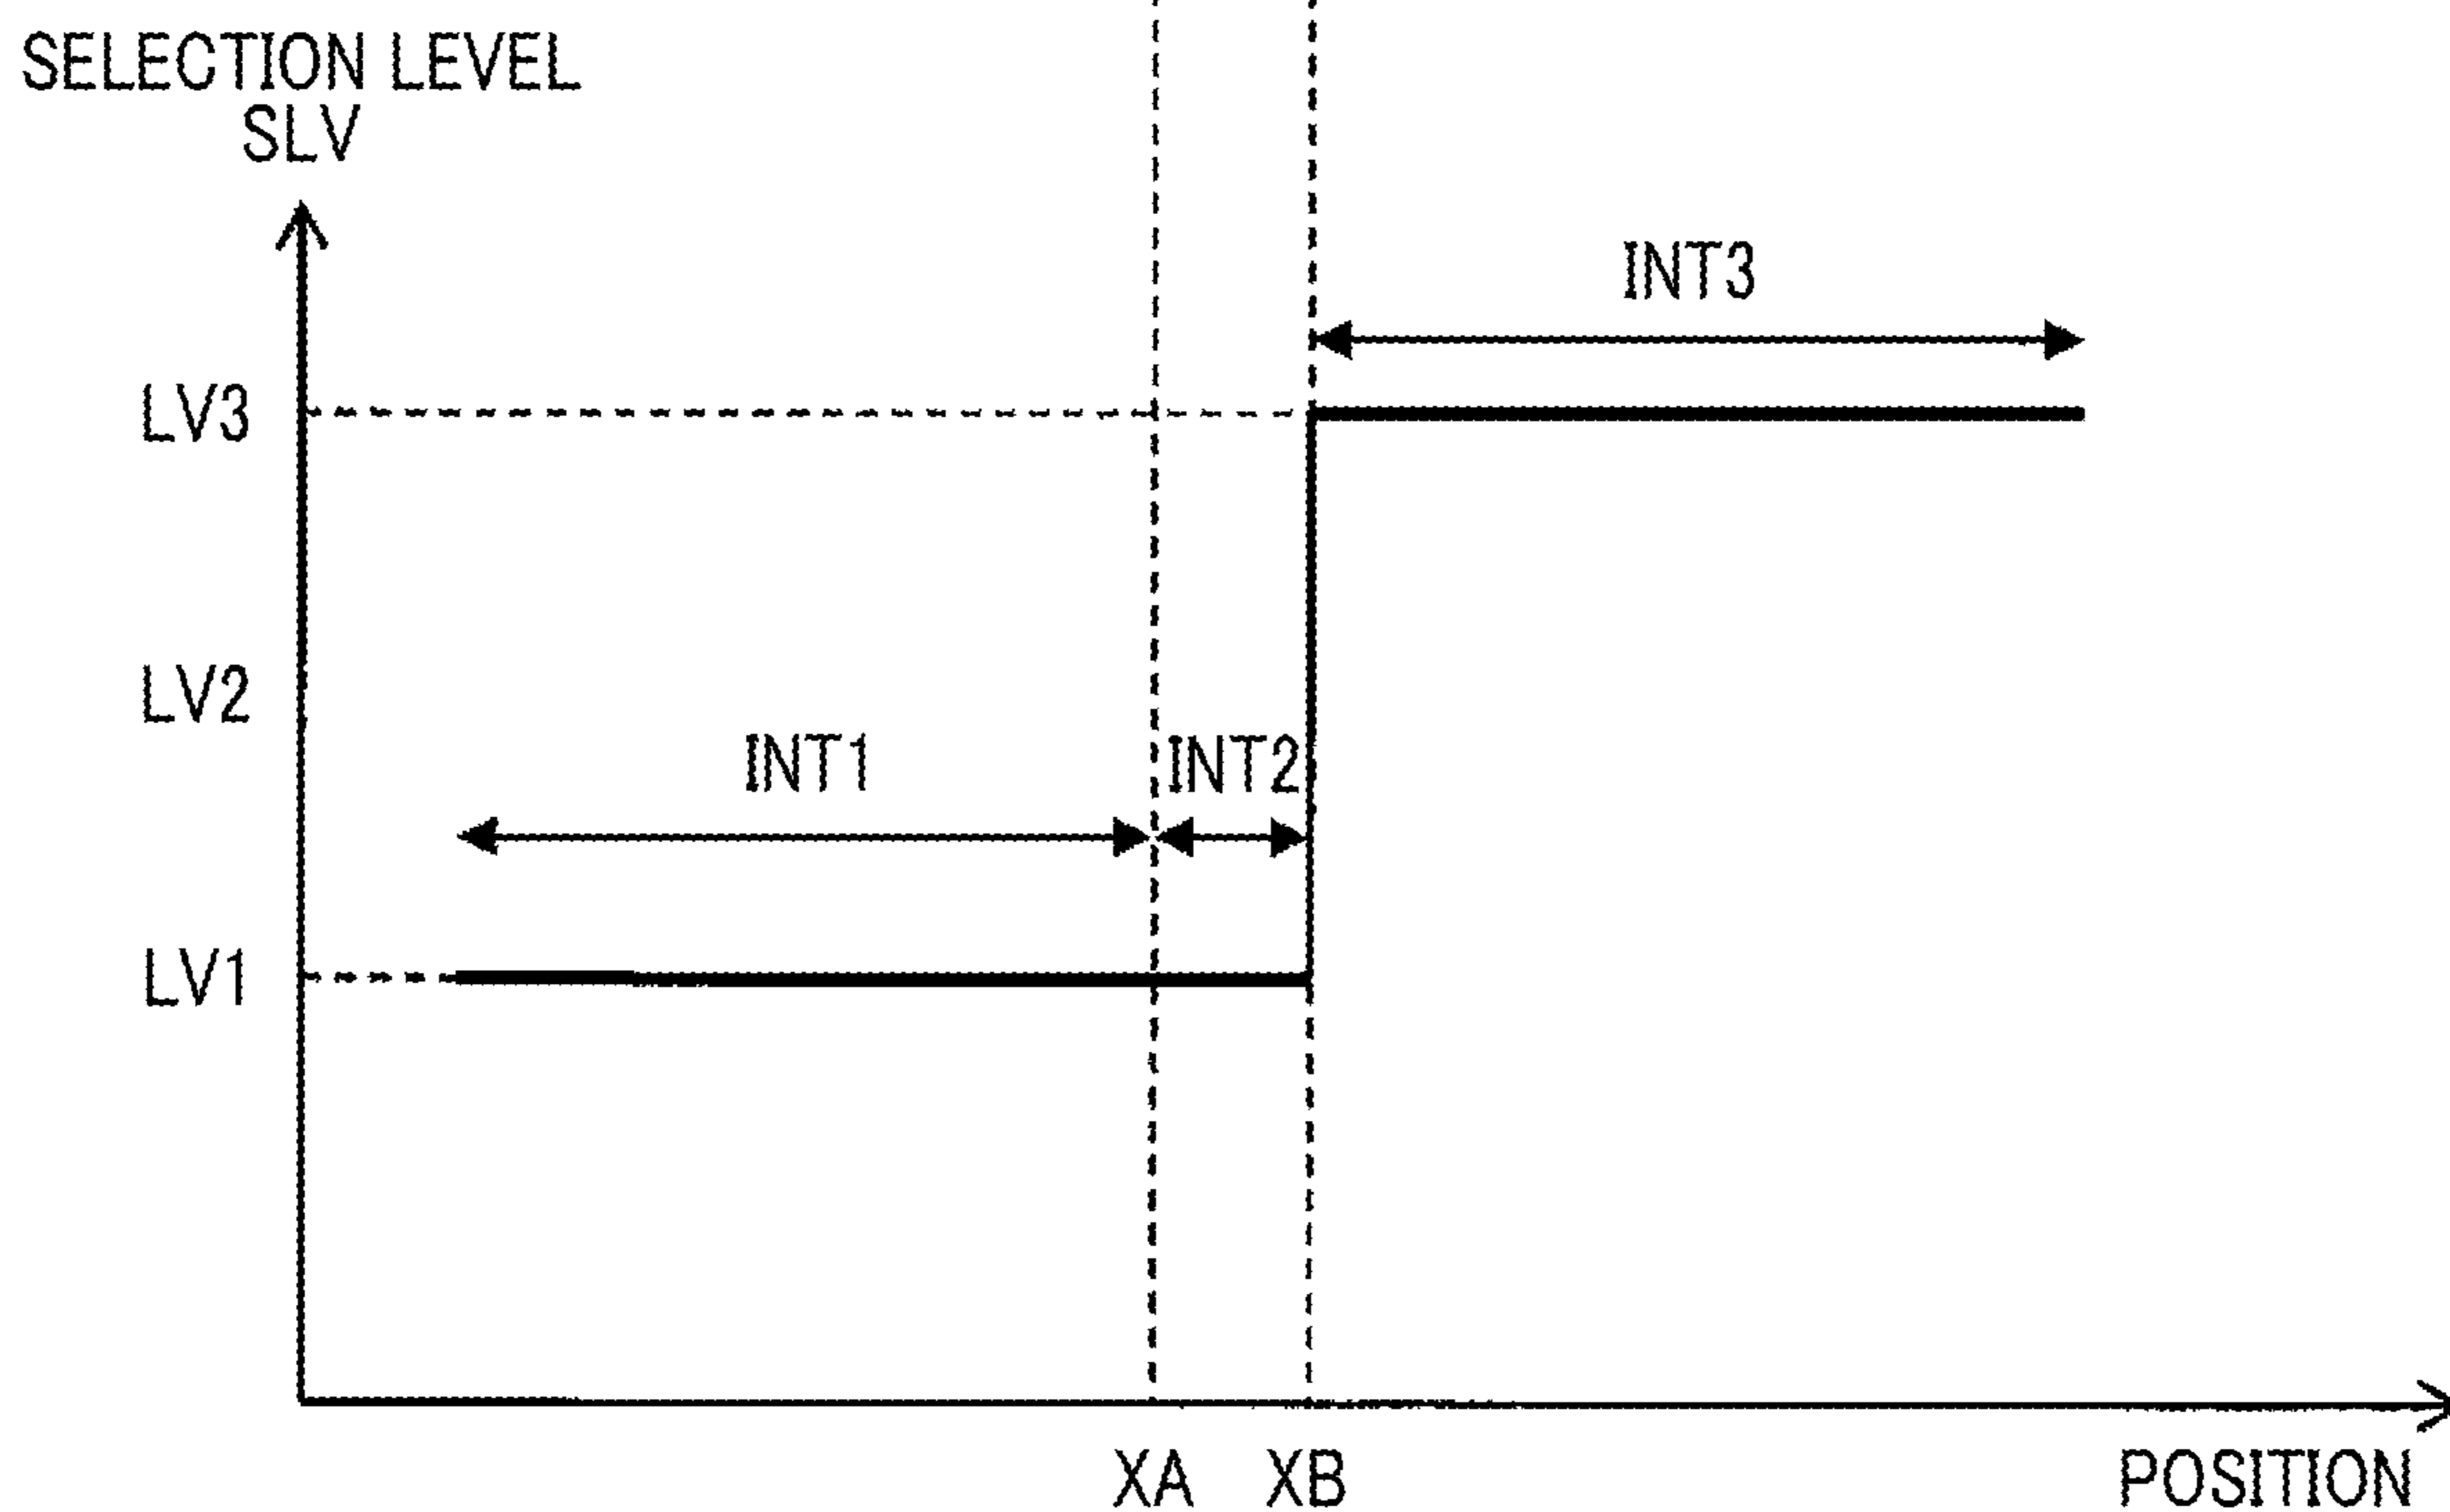 SELECTION LEVEL
SLV
INT3
LV3
LV2
INT1 INT2
LV1
XA XB POSITION